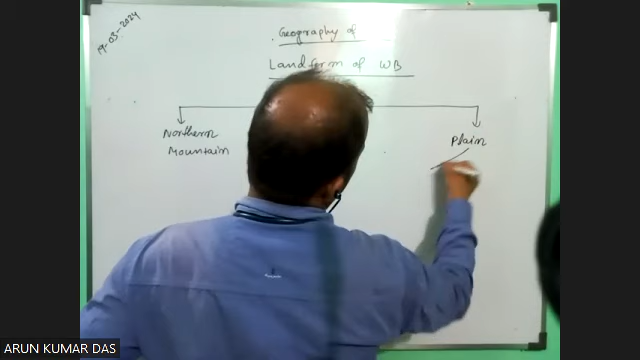 19-03-2024
Geography of
Landform of WB
Northern
Mountain
Plain
ARUN KUMAR DAS